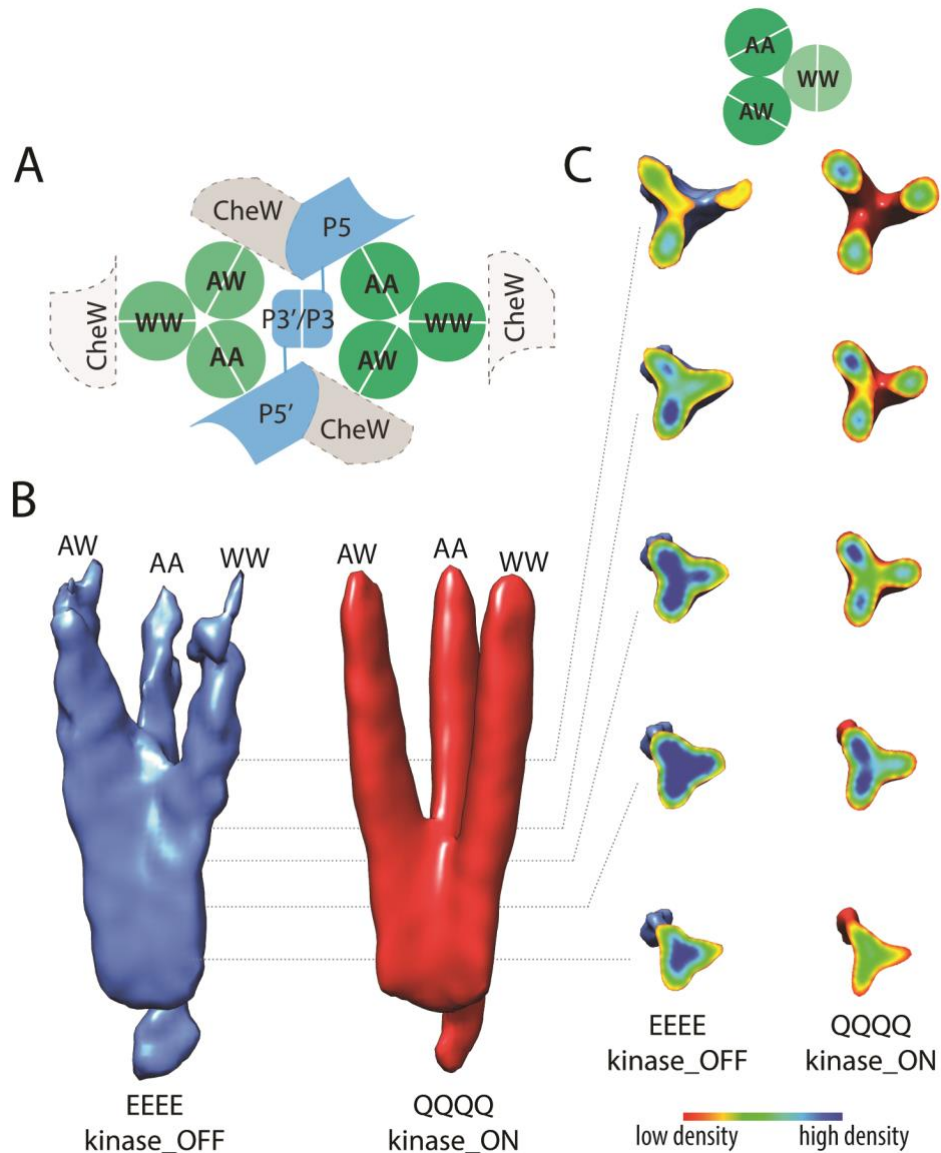 AA
WW
AW
A
C
CheW
P5
AW
AA
CheW
WW
P3'/P3
WW
CheW
AA
AW
P5'
CheW
B
AW
AA
WW
AW
AA
WW
EEEE
kinase_OFF
QQQQ
kinase_ON
EEEE
kinase_OFF
QQQQ
kinase_ON
low density
high density